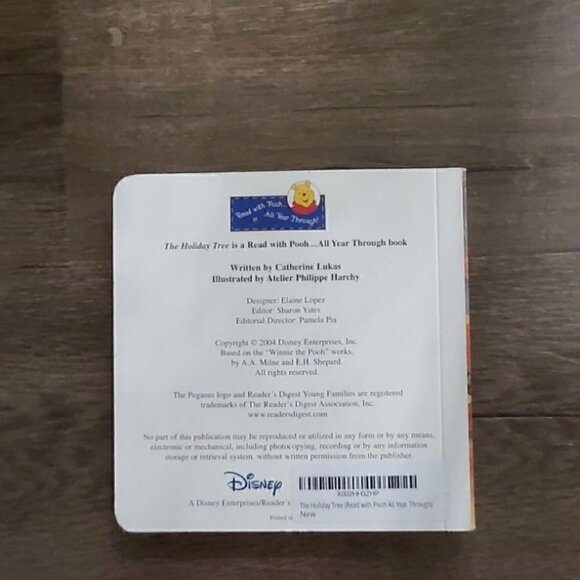 Read with Pooh...
All Year Through!
The Holiday Tree is a Read with Pooh...All Year Through book
Written by Catherine Lukas
Illustrated by Atelier Philippe Harchy
Designer: Elaine Lopez
Editor: Sharon Yates
Editorial Director: Pamela Pia
Copyright © 2004 Disney Enterprises, Inc.
Based on the "Winnie the Pooh" works,
by A.A. Milne and E.H. Shepard.
All rights reserved.
The Pegasus logo and Reader's Digest Young Families are registered
trademarks of The Reader's Digest Association, Inc.
www.readersdigest.com
No part of this publication may be reproduced or utilized in any form or by any means,
electronic or mechanical, including photocopying, recording or by any information
storage or retrieval system, without written permission from the publisher.
Disney
A Disney Enterprises/Reader's
Printed in
The Holiday Tree (Read with Pooh All Year Through)
New